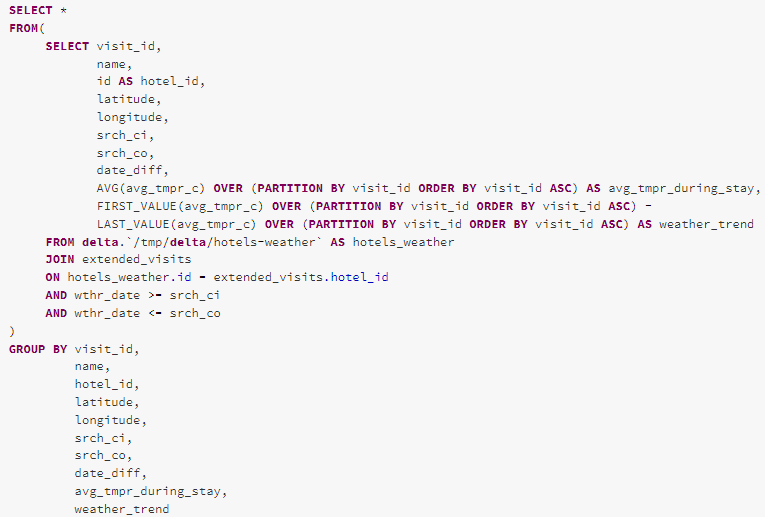 SELECT *
FROM(
SELECT visit_id,
name,
id AS hotel_id,
latitude,
longitude,
srch_ci,
srch_co,
date_diff,
AVG(avg_tmpr_c) OVER (PARTITION BY visit_id ORDER BY visit_id ASC) AS avg_tmpr_during_stay,
FIRST_VALUE(avg_tmpr_c) OVER (PARTITION BY visit_id ORDER BY visit_id ASC) -
LAST_VALUE(avg_tmpr_c) OVER (PARTITION BY visit_id ORDER BY visit_id ASC) AS weather_trend
FROM delta.`/tmp/delta/hotels-weather` AS hotels_weather
JOIN extended_visits
ON hotels_weather.id = extended_visits.hotel_id
AND wthr_date >= srch_ci
AND wthr_date <= srch_co
)
GROUP BY visit_id,
name,
hotel_id,
latitude,
longitude,
srch_ci,
srch_co,
date_diff,
avg_tmpr_during_stay,
weather_trend